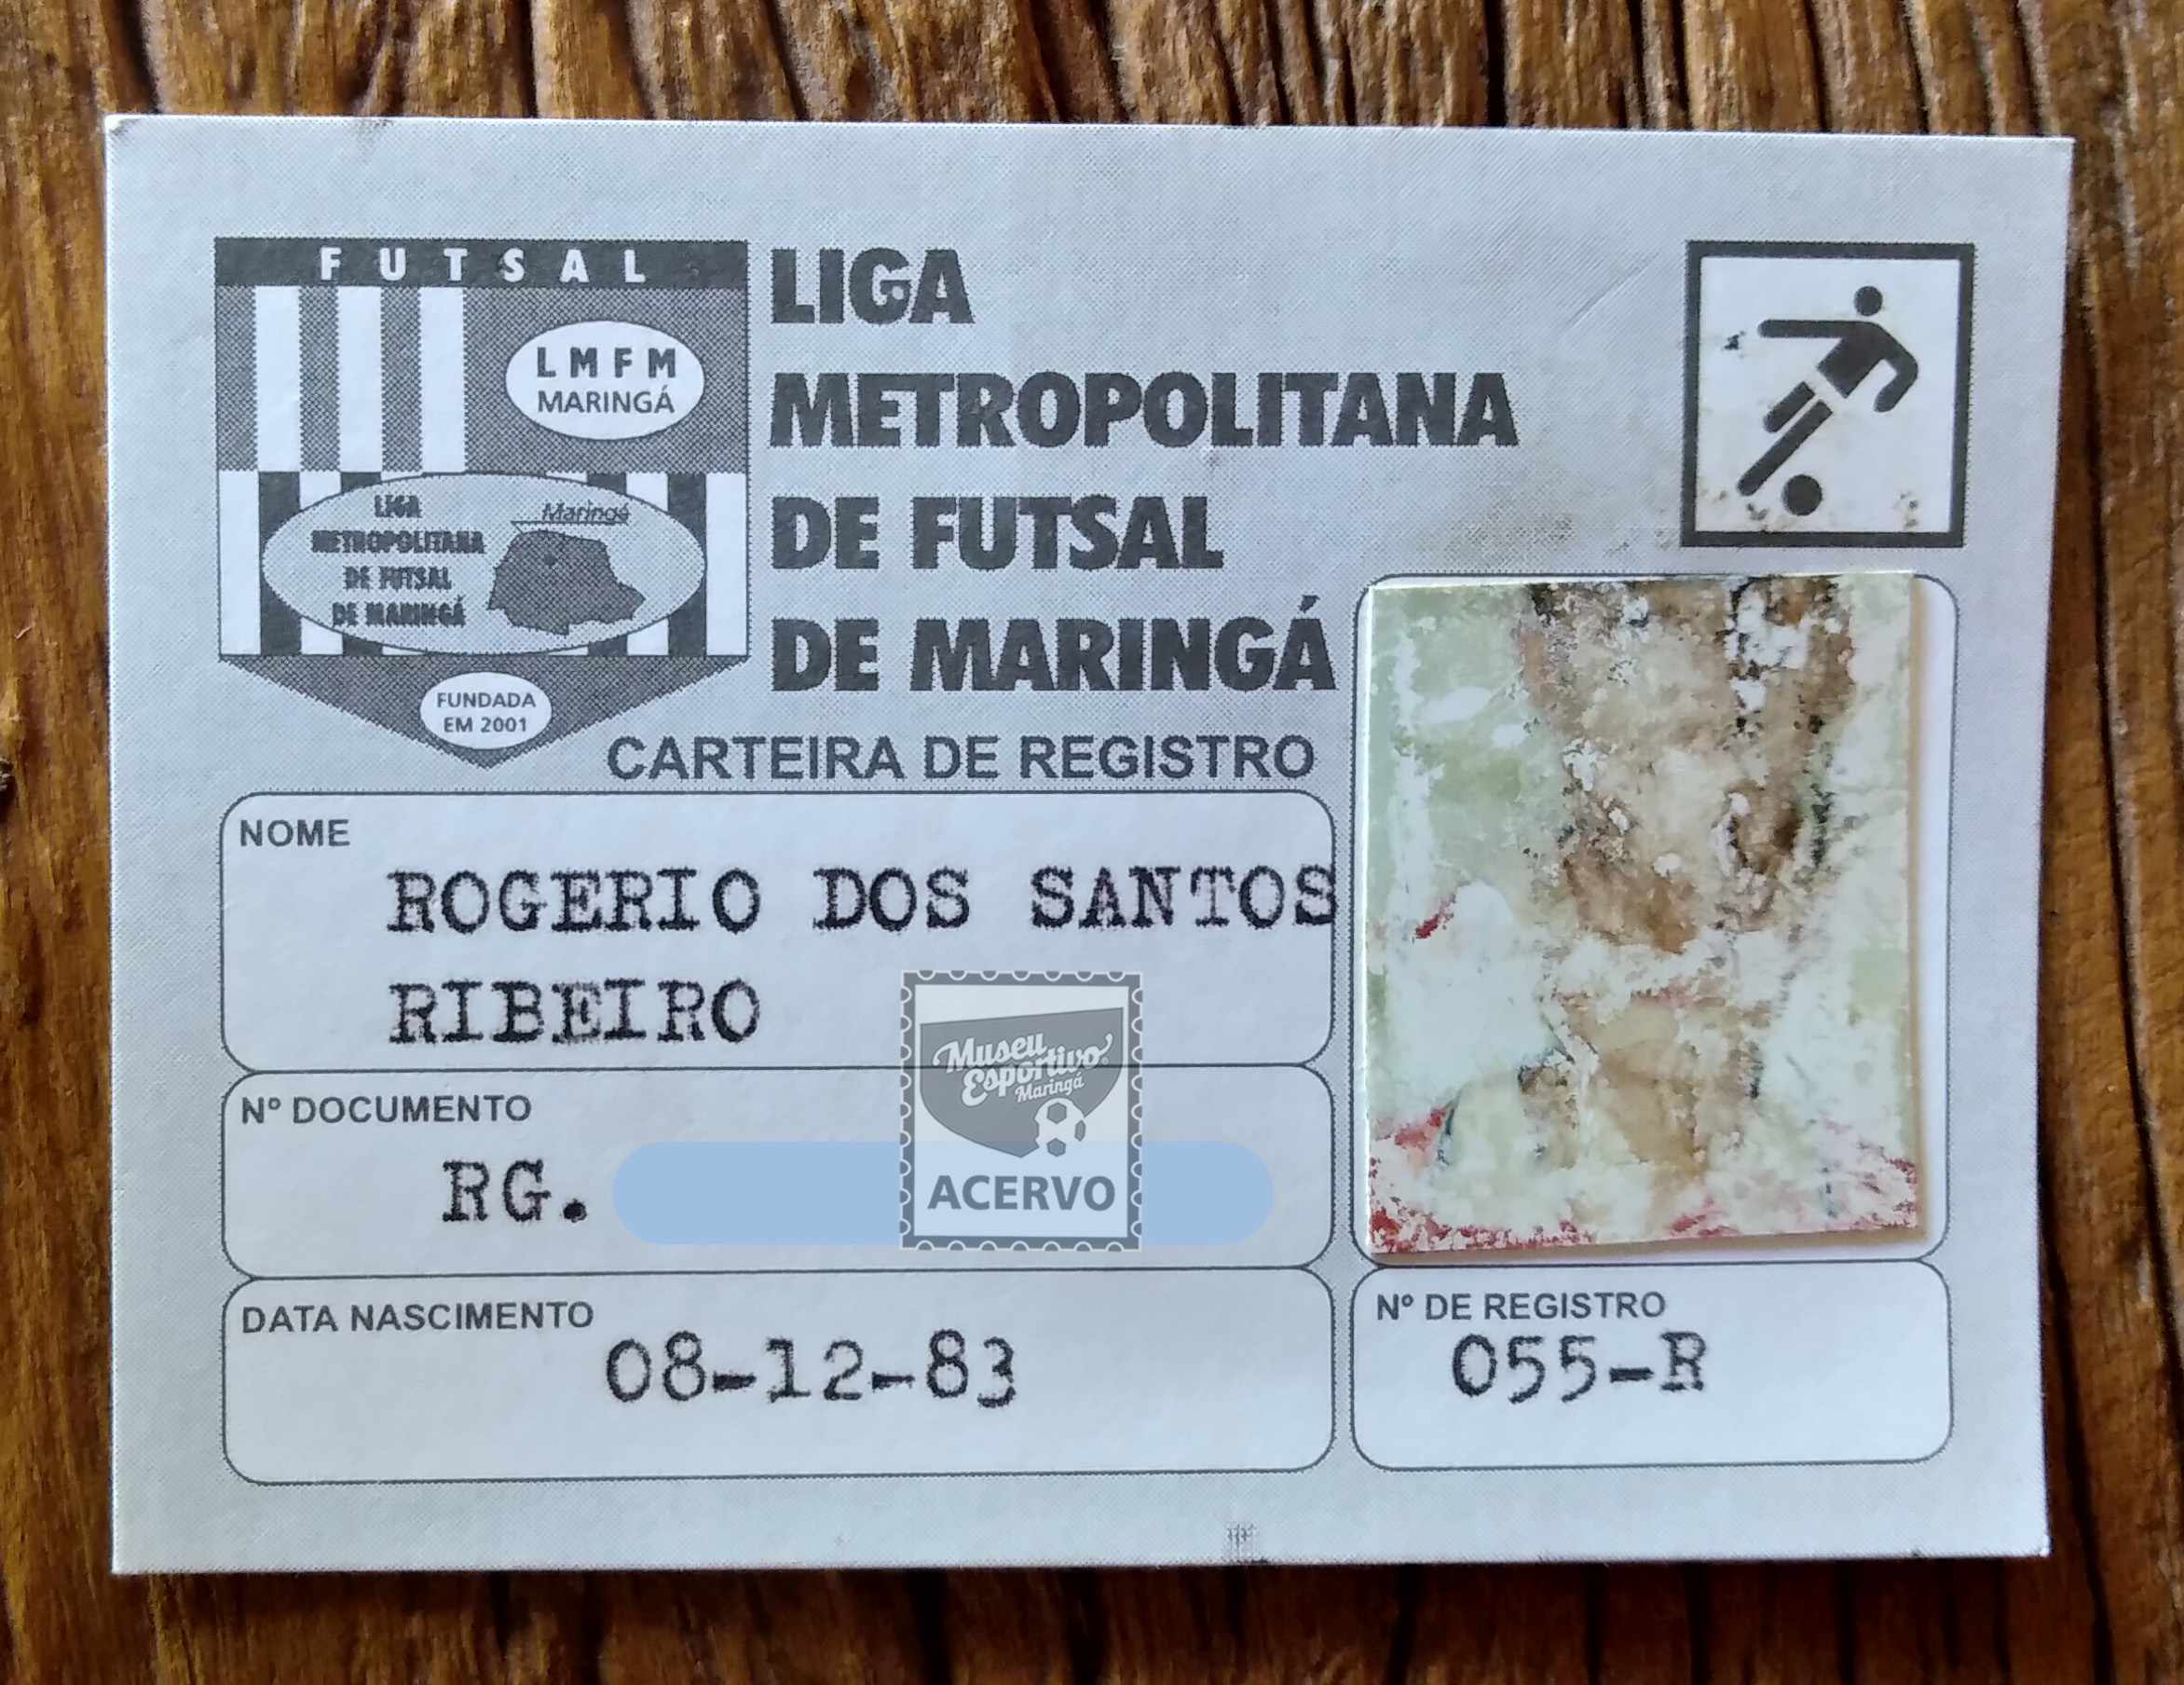 FUTSAL
LMFM
MARINGÁ
LIGA
METROPOLITANA
DE FUTSAL
DE MARINGÁ
Maringá
FUNDADA
EM 2001
LIGA
METROPOLITANA
DE FUTSAL
DE MARINGÁ
CARTEIRA DE REGISTRO
NOME
ROGERIO DOS SANTOS
RIBEIRO
Nº DOCUMENTO
RG.
Museu
Esportivo
Maringá
ACERVO
DATA NASCIMENTO
08-12-83
Nº DE REGISTRO
055-R